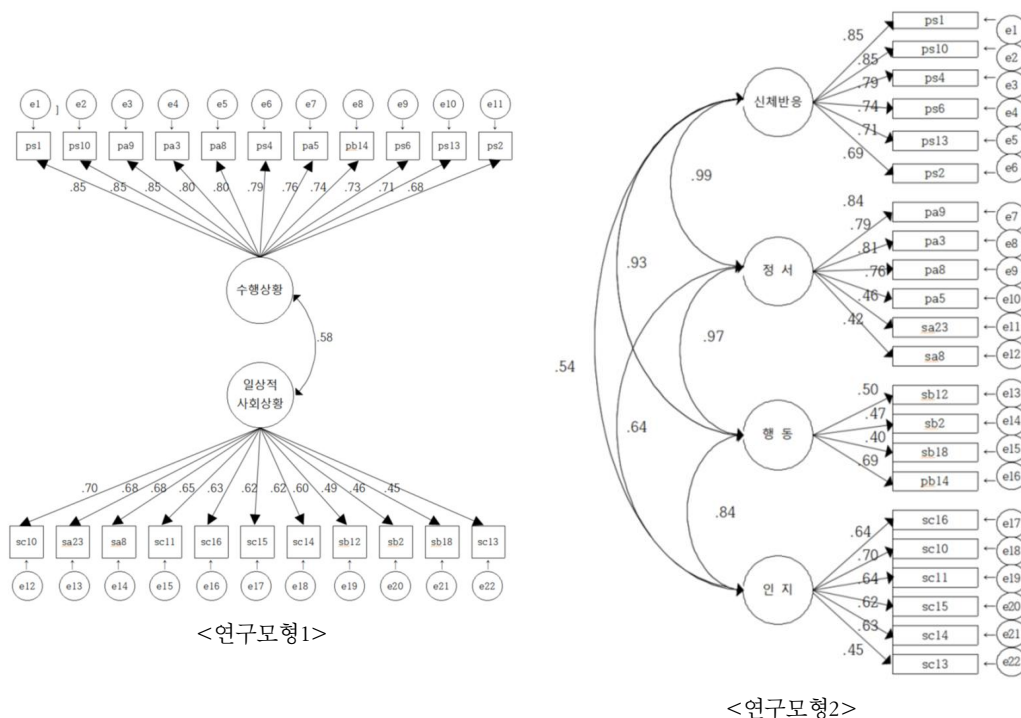 e1 ] e2 e3 e4 e5 e6 e7 e8 e9 e10 e11
ps1 ps10 pa9 pa3 pa8 ps4 pa5 pb14 ps6 ps13 ps2
.85 .85 .85 .80 .80 .79 .76 .74 .73 .71 .68
수행상황
.58
일상적
사회상황
.70 .68 .68 .65 .63 .62 .62 .60 .49 .46 .45
sc10 sa23 sa8 sc11 sc16 sc15 sc14 sb12 sb2 sb18 sc13
e12 e13 e14 e15 e16 e17 e18 e19 e20 e21 e22
<연구모형1>
.85 ps1 e1
.85 ps10 e2
.79 ps4 e3
신체반응
.74 ps6 e4
.71 ps13 e5
.69 ps2 e6
.99
.84 pa9 e7
.79 pa3 e8
.81 pa8 e9
.93
정 서
.76 pa5 e10
.46 sa23 e11
.42 sa8 e12
.97
.54
.50 sb12 e13
.47 sb2 e14
.64
행 동
.40 sb18 e15
.69 pb14 e16
.84
.64 sc16 e17
.70 sc10 e18
.64 sc11 e19
인 지
.62 sc15 e20
.63 sc14 e21
.45 sc13 e22
<연구모형2>